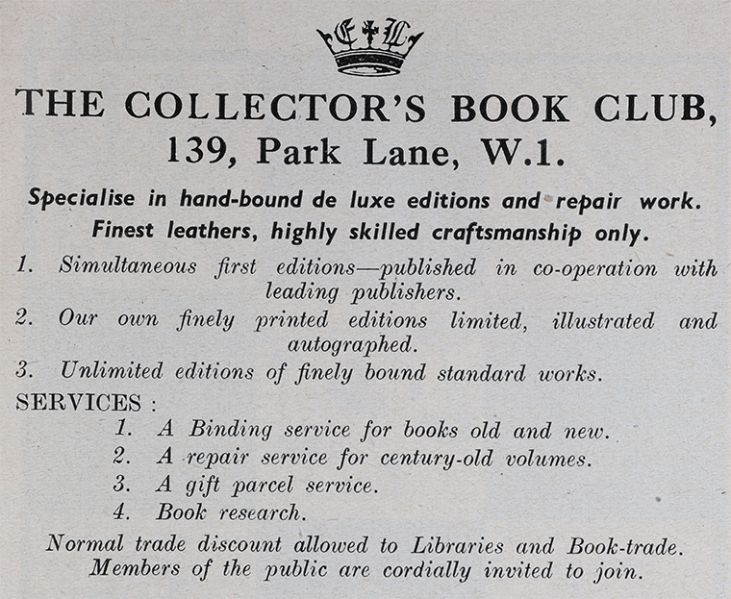 E L
THE COLLECTOR'S BOOK CLUB,
139, Park Lane, W.1.
Specialise in hand-bound de luxe editions and repair work.
Finest leathers, highly skilled craftsmanship only.
1. Simultaneous first editions—published in co-operation with
leading publishers.
2. Our own finely printed editions limited, illustrated and
autographed.
3. Unlimited editions of finely bound standard works.
SERVICES :
1. A Binding service for books old and new.
2. A repair service for century-old volumes.
3. A gift parcel service.
4. Book research.
Normal trade discount allowed to Libraries and Book-trade.
Members of the public are cordially invited to join.